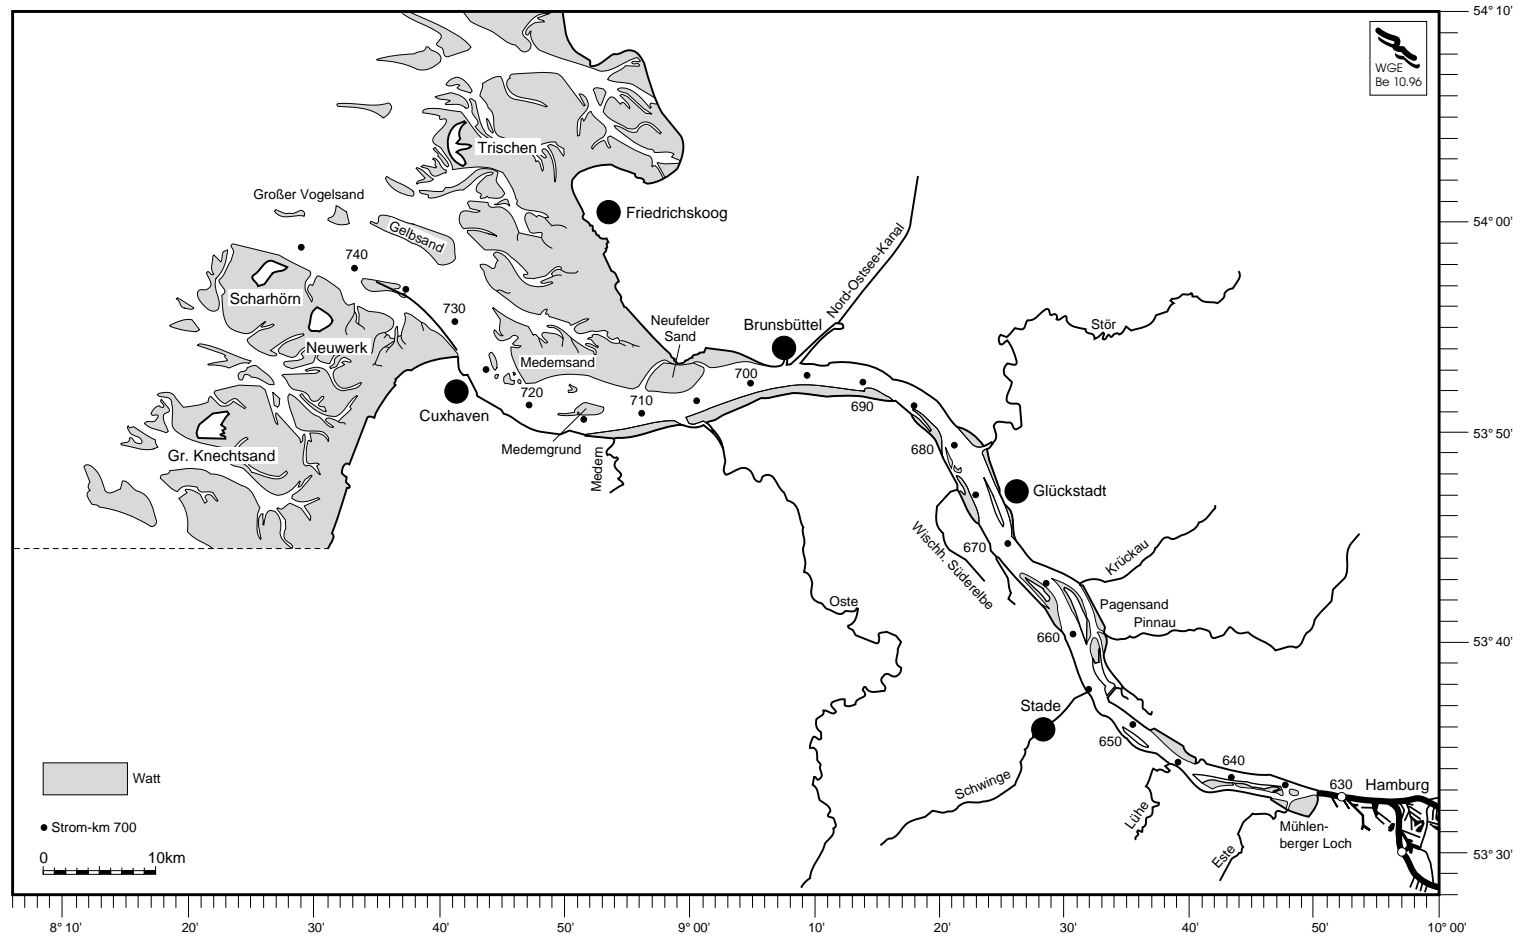 54° 10'
WGE
Be 10.96
Trischen
Großer Vogelsand
Friedrichskoog
54° 00'
Gelbsand
Nord-Ostsee-Kanal
740
Scharhörn
730
Neufelder
Sand
Brunsbüttel
Stör
Neuwerk
Medemsand
700
720
710
690
Cuxhaven
53° 50'
Medemgrund
680
Gr. Knechtsand
Medem
Glückstadt
Wischh. Süderelbe
670
Krückau
Oste
Pagensand
Pinnau
660
53° 40'
Stade
650
640
Watt
Schwinge
630
Hamburg
Lühe
Strom-km 700
Mühlen-
berger Loch
Este
0 10km
53° 30'
8° 10' 20' 30' 40' 50' 9° 00' 10' 20' 30' 40' 50' 10° 00'